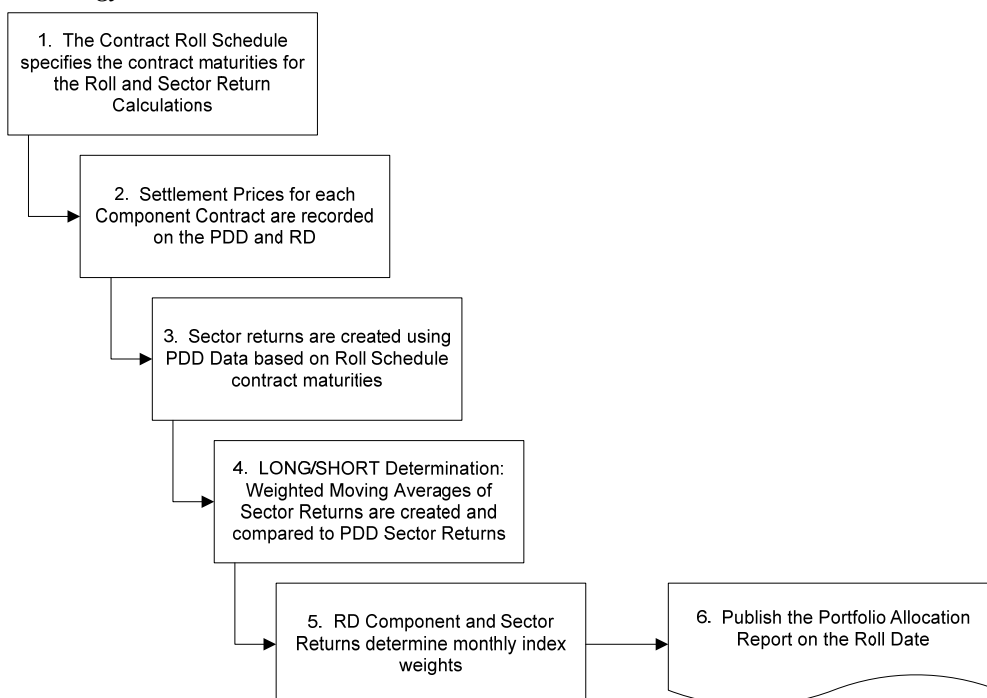 1. The Contract Roll Schedule
specifies the contract maturities for
the Roll and Sector Return
Calculations
2. Settlement Prices for each
Component Contract are recorded
on the PDD and RD
3. Sector returns are created using
PDD Data based on Roll Schedule
contract maturities
4. LONG/SHORT Determination:
Weighted Moving Averages of
Sector Returns are created and
compared to PDD Sector Returns
5. RD Component and Sector
Returns determine monthly index
weights
6. Publish the Portfolio Allocation
Report on the Roll Date